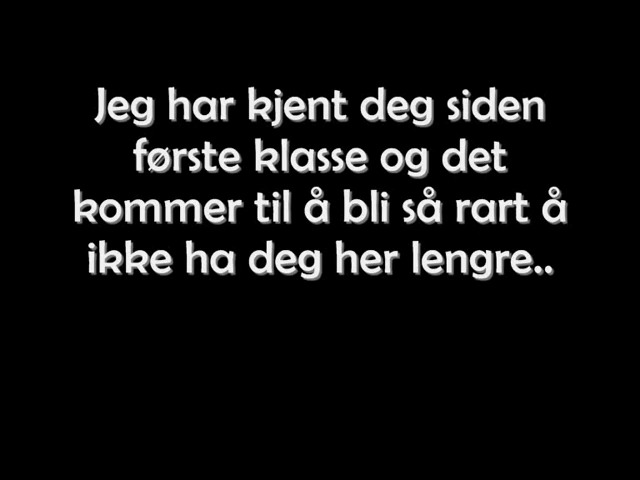 Jeg har kjent deg siden
første klasse og det
kommer til å bli så rart å
ikke ha deg her lengre..